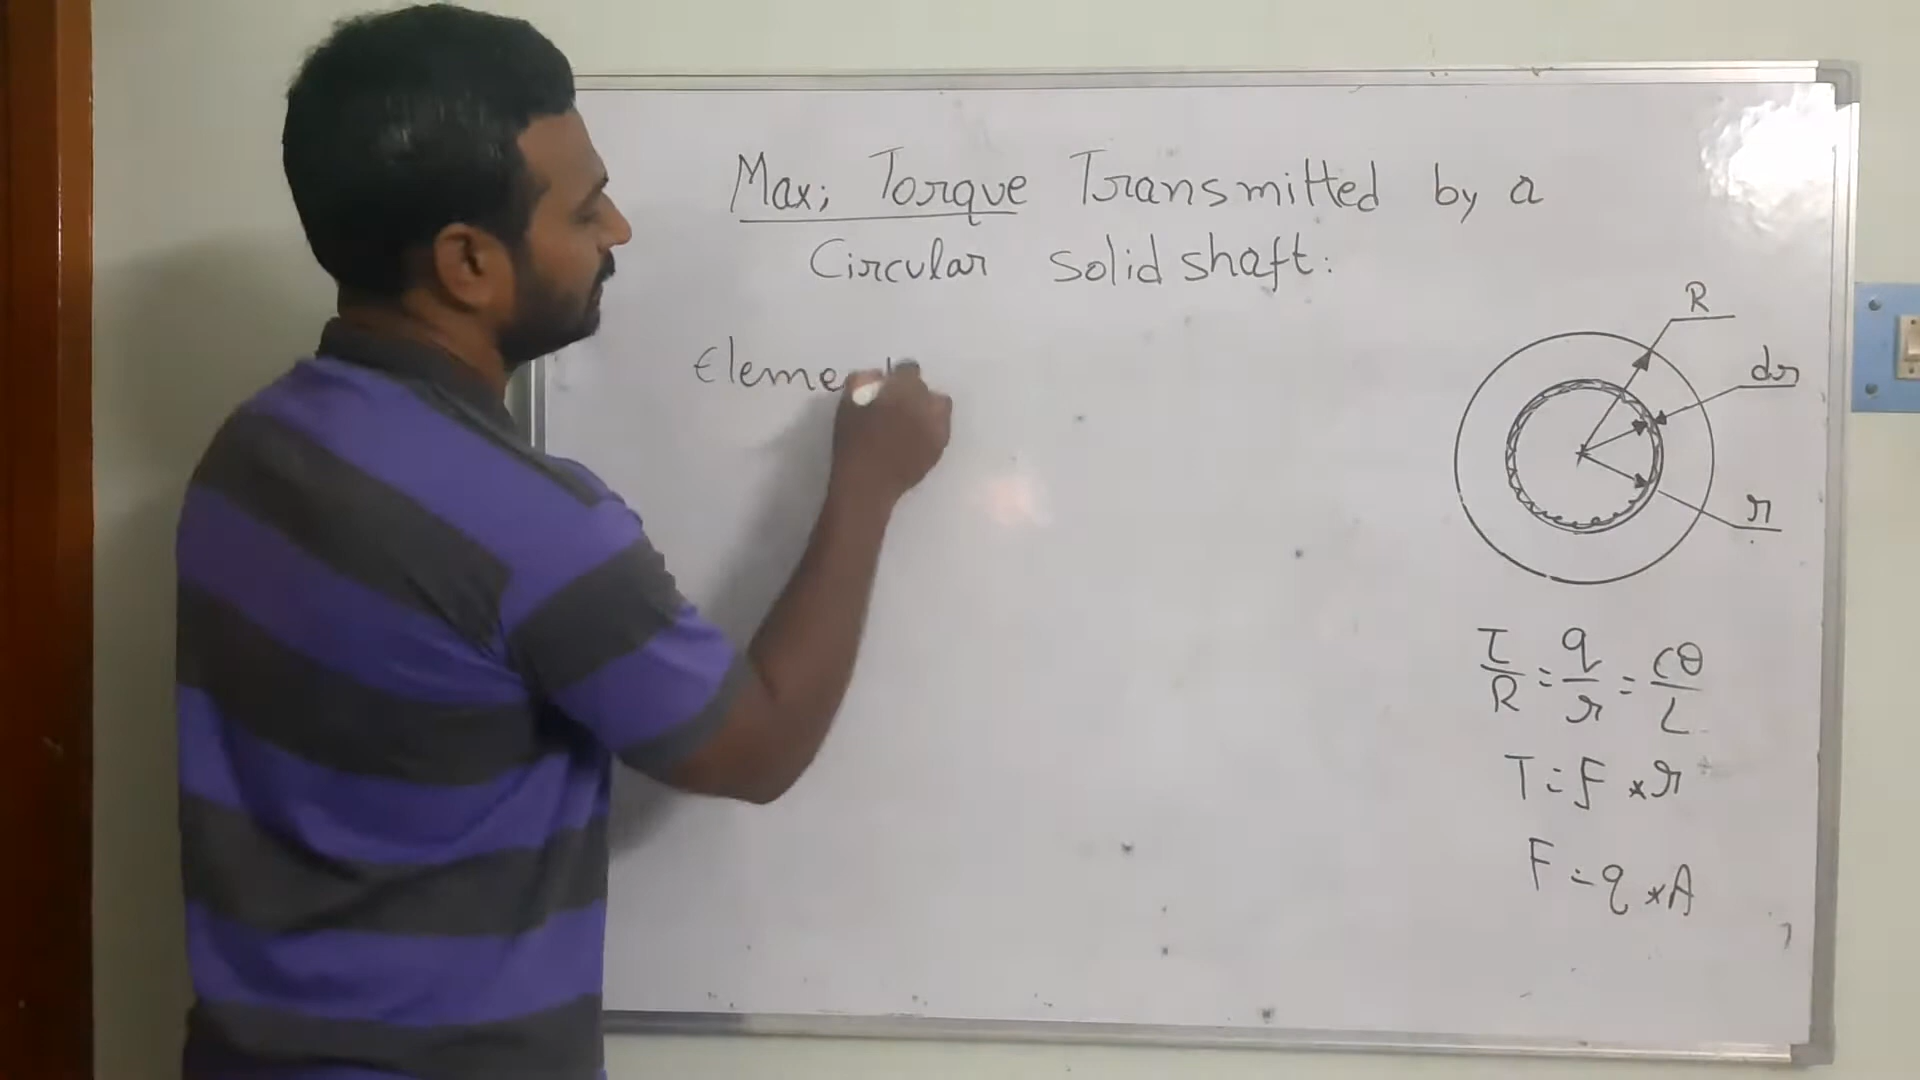 Max; Torque Transmitted by a
Circular solid shaft:
R
dr
Element
r
τ/R = q/r = Cθ/L
T = F * r
F = q * A